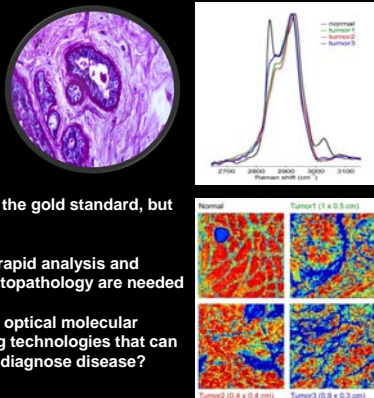 normal
tumor1
tumor2
tumor3
2700 2800 2900 3000 3100
Raman shift (cm⁻¹)
the gold standard, but
rapid analysis and
topathology are needed
optical molecular
g technologies that can
diagnose disease?
Normal Tumor1 (1 x 0.5 cm)
Tumor2 (0.4 x 0.4 cm) Tumor3 (0.9 x 0.3 cm)